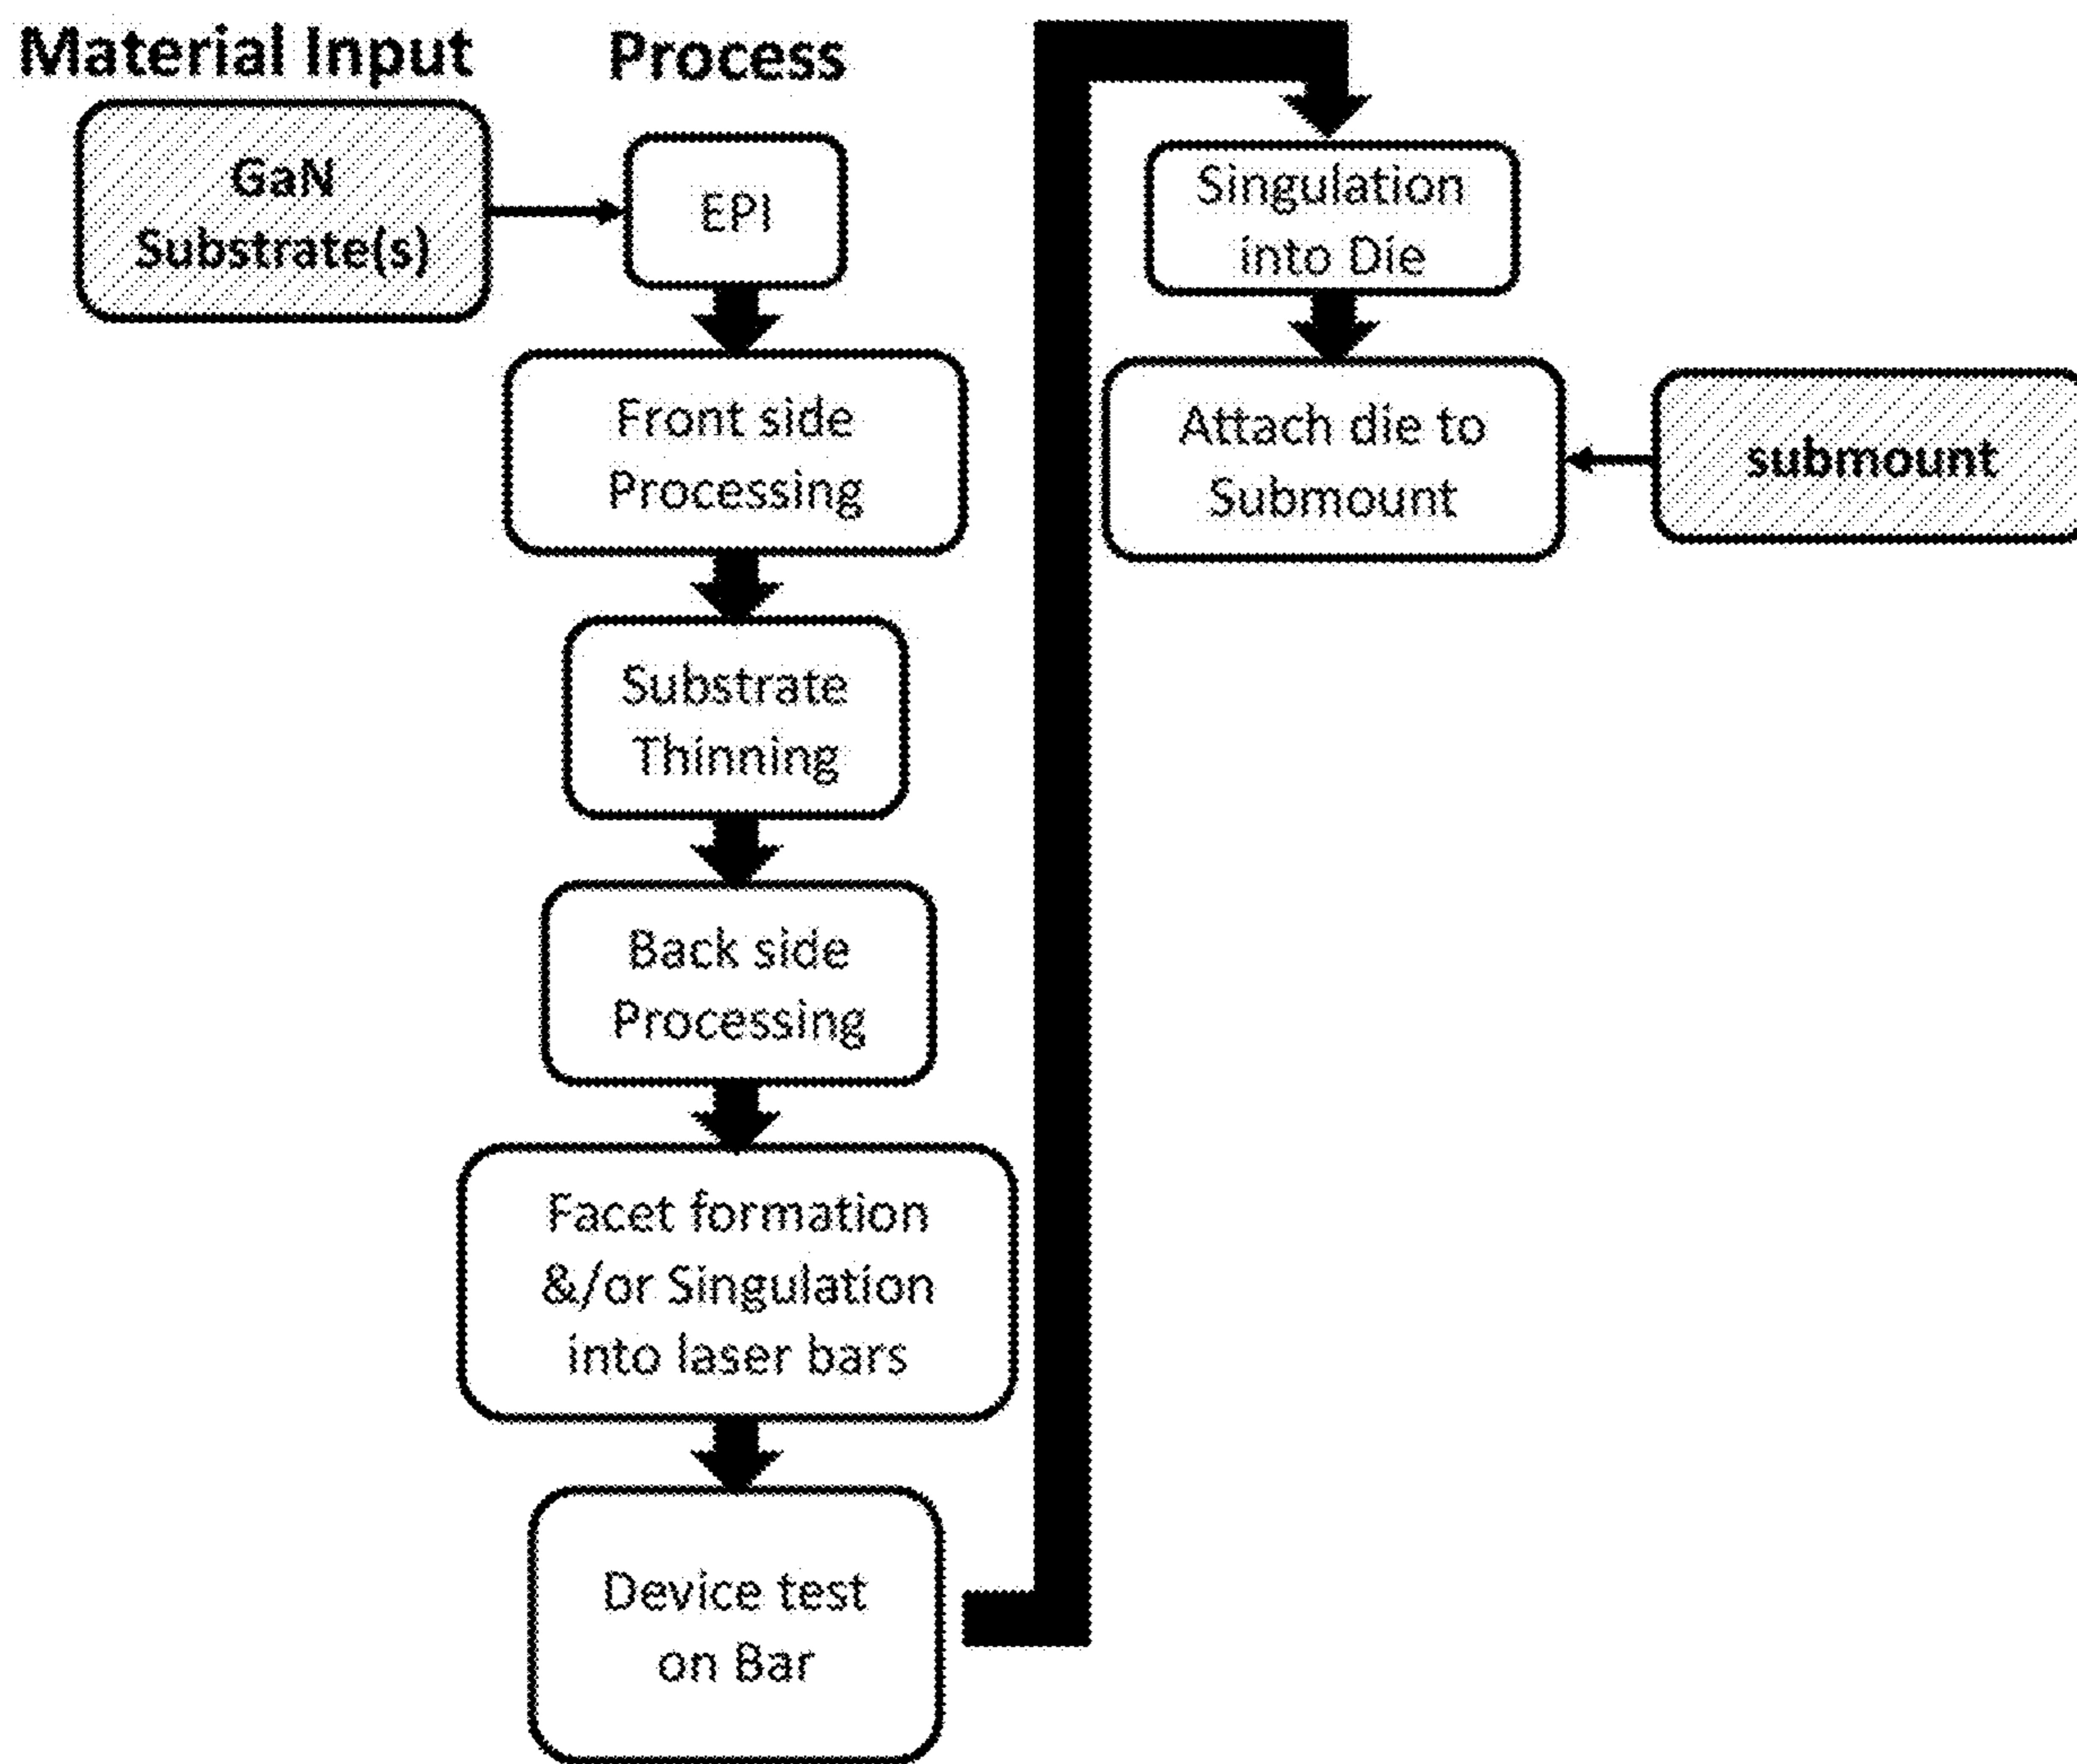 Material Input
Process
GaN
Substrate(s)
EPI
Front side
Processing
Substrate
Thinning
Back side
Processing
Facet formation
&/or Singulation
into laser bars
Device test
on Bar
Singulation
into Die
Attach die to
Submount
submount